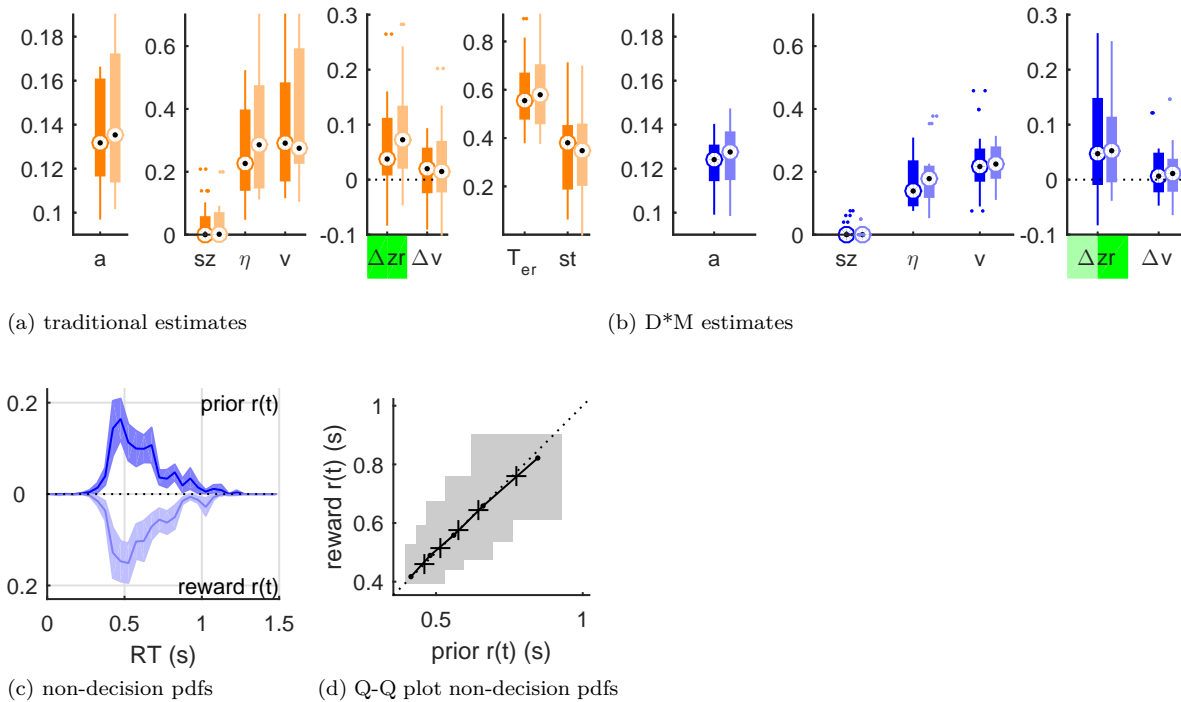 0.18
0.16
0.14
0.12
0.1
a
0.6
0.4
0.2
0
sz η v
0.3
0.2
0.1
0
-0.1
Δzr Δv
0.8
0.6
0.4
0.2
T_er st
0.18
0.16
0.14
0.12
0.1
a
0.6
0.4
0.2
0
sz η v
0.3
0.2
0.1
0
-0.1
Δzr Δv
(a) traditional estimates
(b) D*M estimates
0.2
0
0.2
prior r(t)
reward r(t)
0 0.5 1 1.5
RT (s)
(c) non-decision pdfs
reward r(t) (s)
1
0.8
0.6
0.4
0.5 1
prior r(t) (s)
(d) Q-Q plot non-decision pdfs